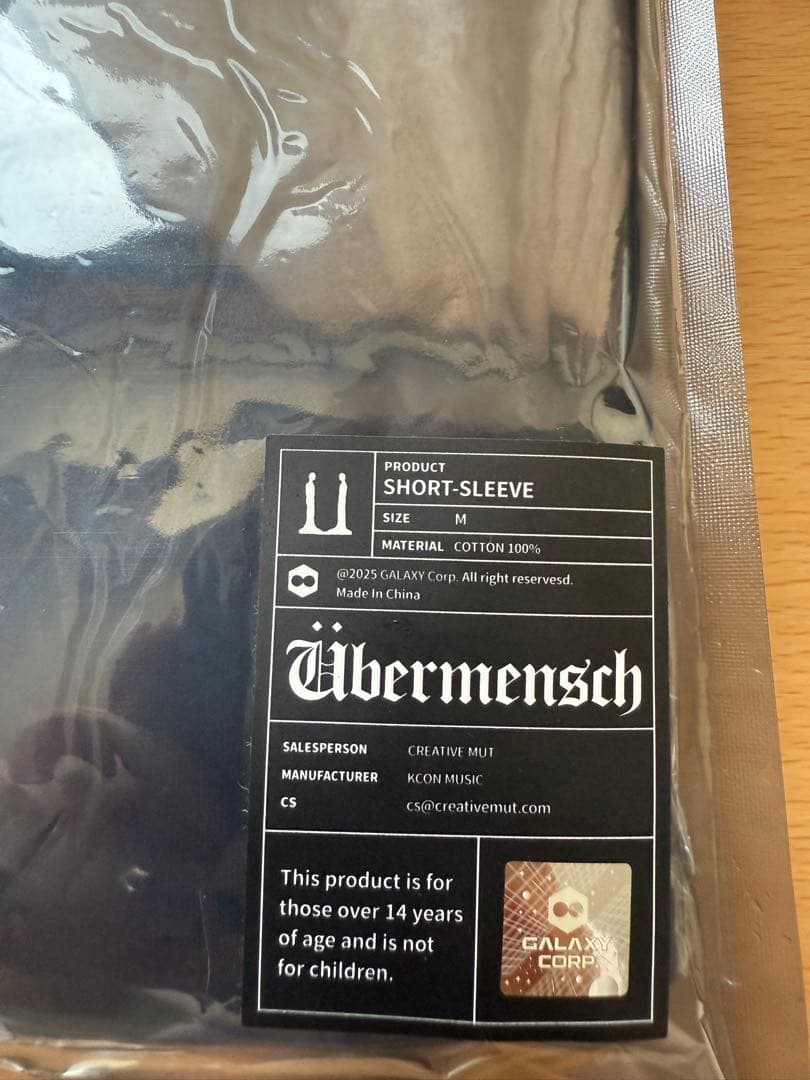 PRODUCT
SHORT-SLEEVE
SIZE M
MATERIAL COTTON 100%
@2025 GALAXY Corp. All right reservesd.
Made In China
Übermensch
SALESPERSON CREATIVE MUT
MANUFACTURER KCON MUSIC
CS cs@creativemut.com
This product is for
those over 14 years
of age and is not
for children.
GALAXY
CORP.